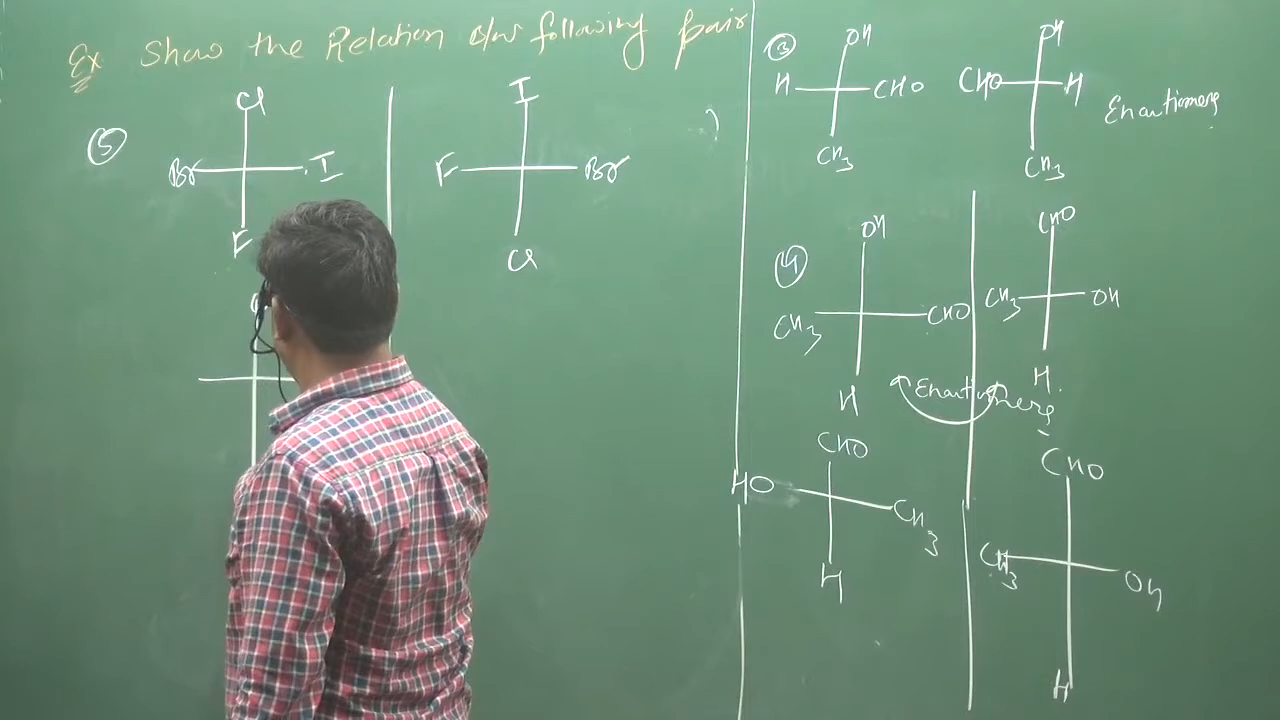 Ex Show the Relation b/w following pair
(5)
Cl
Br I
F
I
F Br
Cl
(3)
OH
H CHO
CH3
OH
CHO H
CH3
Enantiomers
(4)
OH
CH3 CHO
H
CHO
CH3 OH
H
Enantiomers
CHO
HO CH3
H
CHO
CH3 OH
H